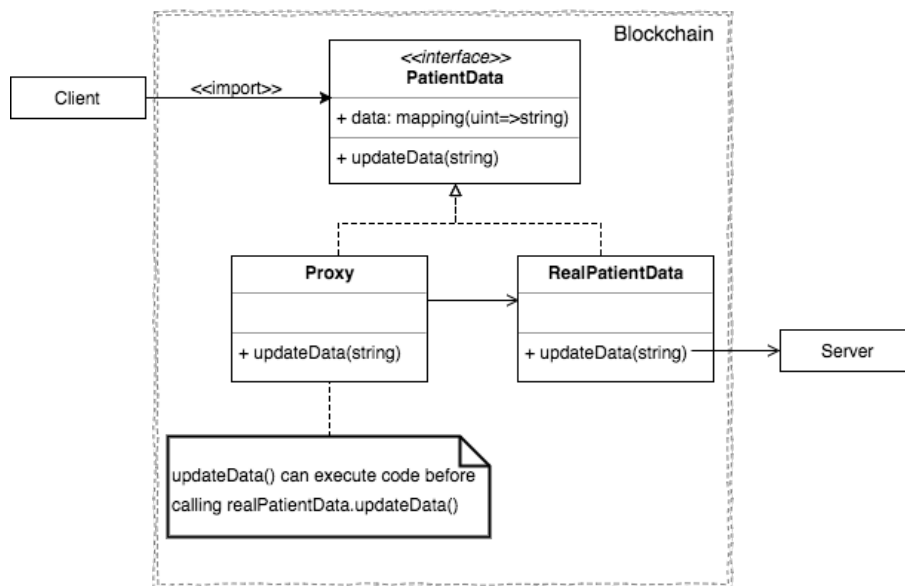 Blockchain
<<interface>>
PatientData
Client
<<import>>
+ data: mapping(uint=>string)
+ updateData(string)
Proxy
RealPatientData
+ updateData(string)
+ updateData(string)
Server
updateData() can execute code before
calling realPatientData.updateData()